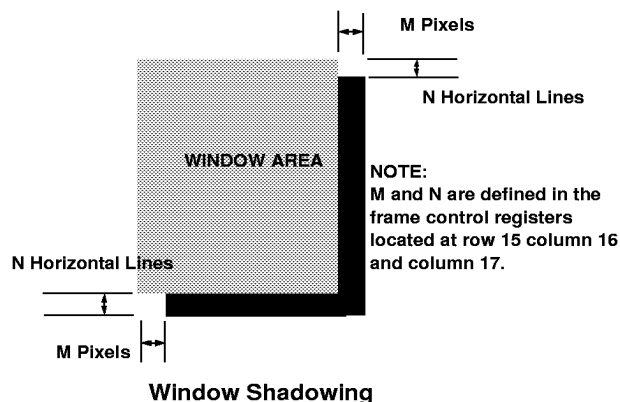 M Pixels
N Horizontal Lines
WINDOW AREA
NOTE:
M and N are defined in the
frame control registers
located at row 15 column 16
and column 17.
N Horizontal Lines
M Pixels
Window Shadowing